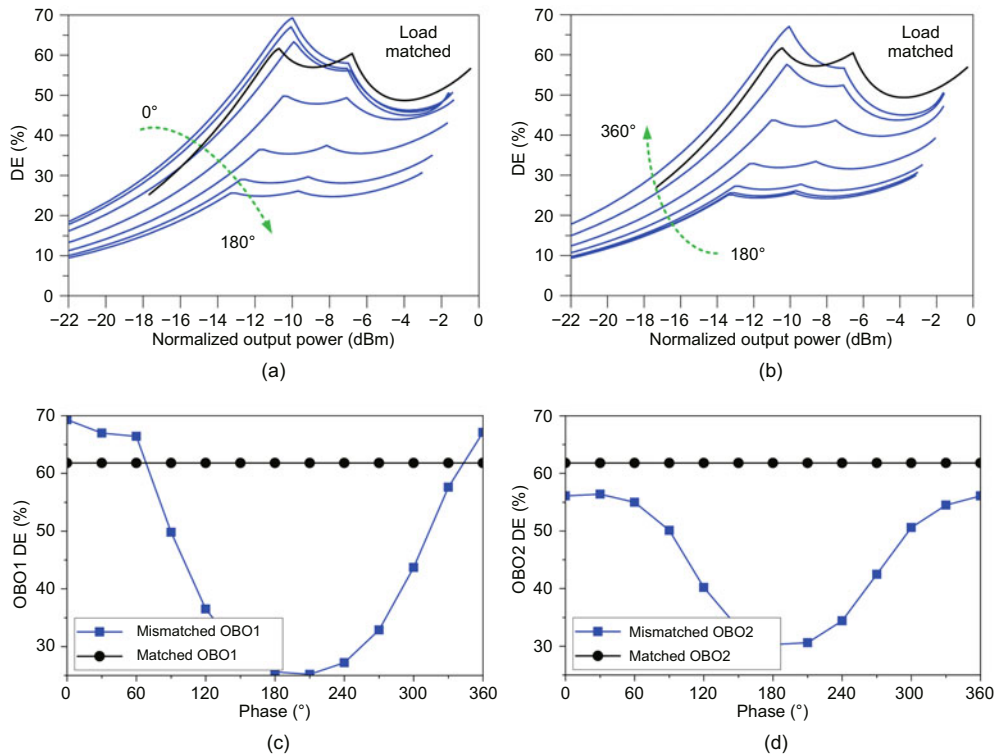 (a)
70
60
50
40
30
20
10
0
DE (%)
Load
matched
0°
180°
−22 −20 −18 −16 −14 −12 −10 −8 −6 −4 −2 0
Normalized output power (dBm)
(a)
(b)
70
60
50
40
30
20
10
0
DE (%)
Load
matched
360°
180°
−22 −20 −18 −16 −14 −12 −10 −8 −6 −4 −2 0
Normalized output power (dBm)
(b)
70
60
50
40
30
OBO1 DE (%)
Mismatched OBO1
Matched OBO1
0 60 120 180 240 300 360
Phase (°)
(c)
70
60
50
40
30
OBO2 DE (%)
Mismatched OBO2
Matched OBO2
0 60 120 180 240 300 360
Phase (°)
(d)